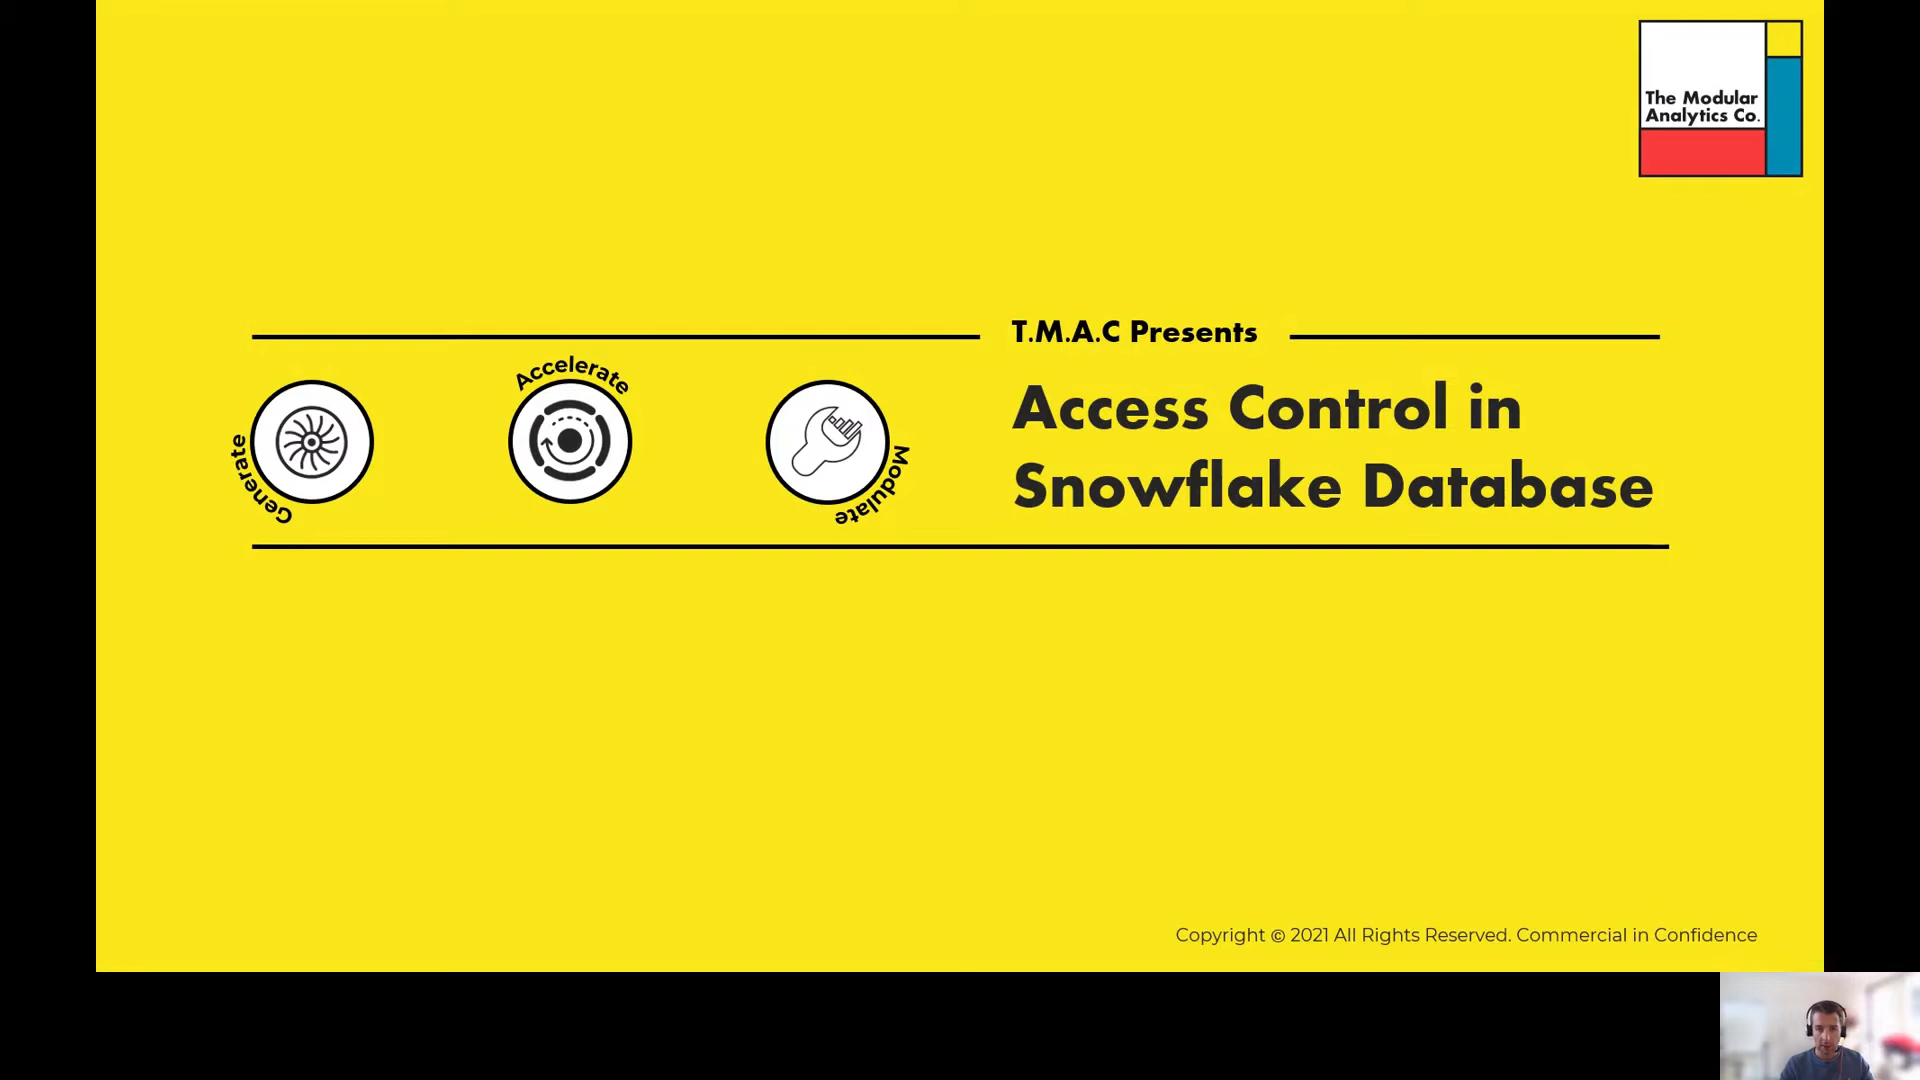 The Modular
Analytics Co.
T.M.A.C Presents
Access Control in
Snowflake Database
Generate
Accelerate
Modulate
Copyright © 2021 All Rights Reserved. Commercial in Confidence